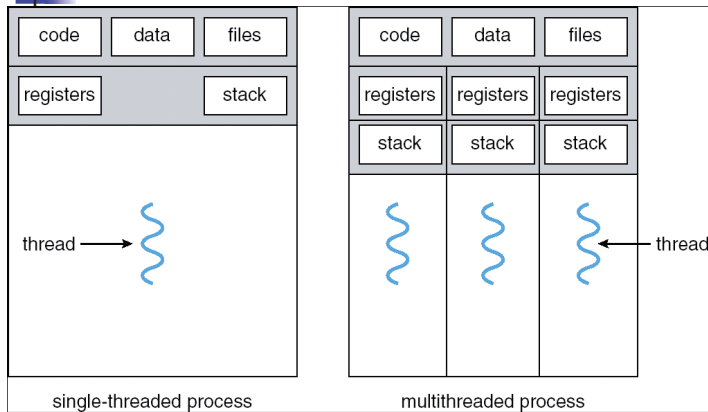 code data files
registers stack
thread
single-threaded process
code data files
registers registers registers
stack stack stack
thread
multithreaded process